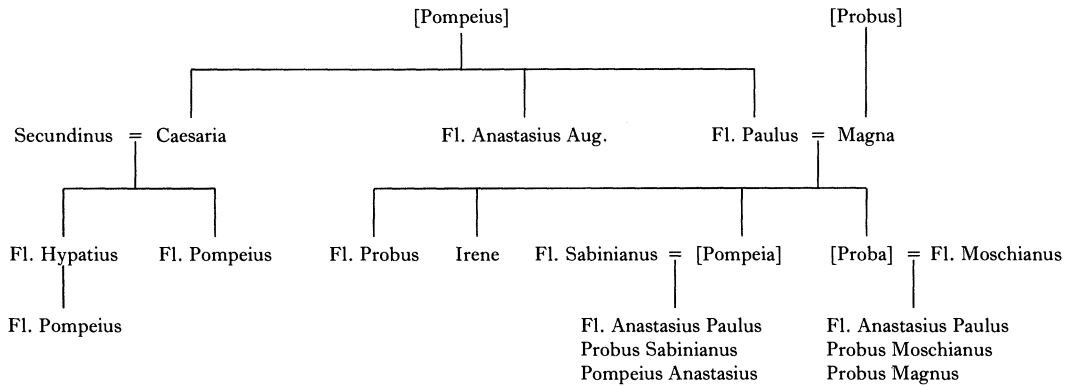 [Pompeius] [Probus]
Secundinus = Caesaria Fl. Anastasius Aug. Fl. Paulus = Magna
Fl. Hypatius Fl. Pompeius Fl. Probus Irene Fl. Sabinianus = [Pompeia] [Proba] = Fl. Moschianus
Fl. Pompeius Fl. Anastasius Paulus Fl. Anastasius Paulus
Probus Sabinianus Probus Moschianus
Pompeius Anastasius Probus Magnus